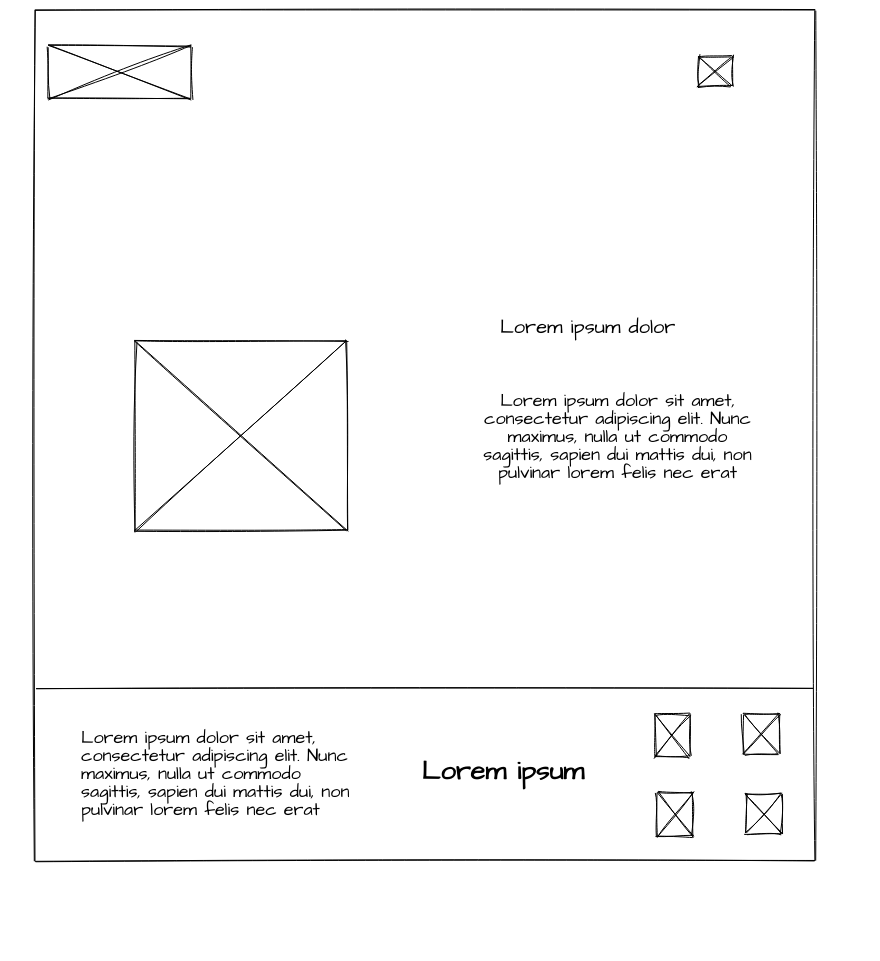 Lorem ipsum dolor
Lorem ipsum dolor sit amet,
consectetur adipiscing elit. Nunc
maximus, nulla ut commodo
sagittis, sapien dui mattis dui, non
pulvinar lorem felis nec erat
Lorem ipsum dolor sit amet,
consectetur adipiscing elit. Nunc
maximus, nulla ut commodo
sagittis, sapien dui mattis dui, non
pulvinar lorem felis nec erat
Lorem ipsum